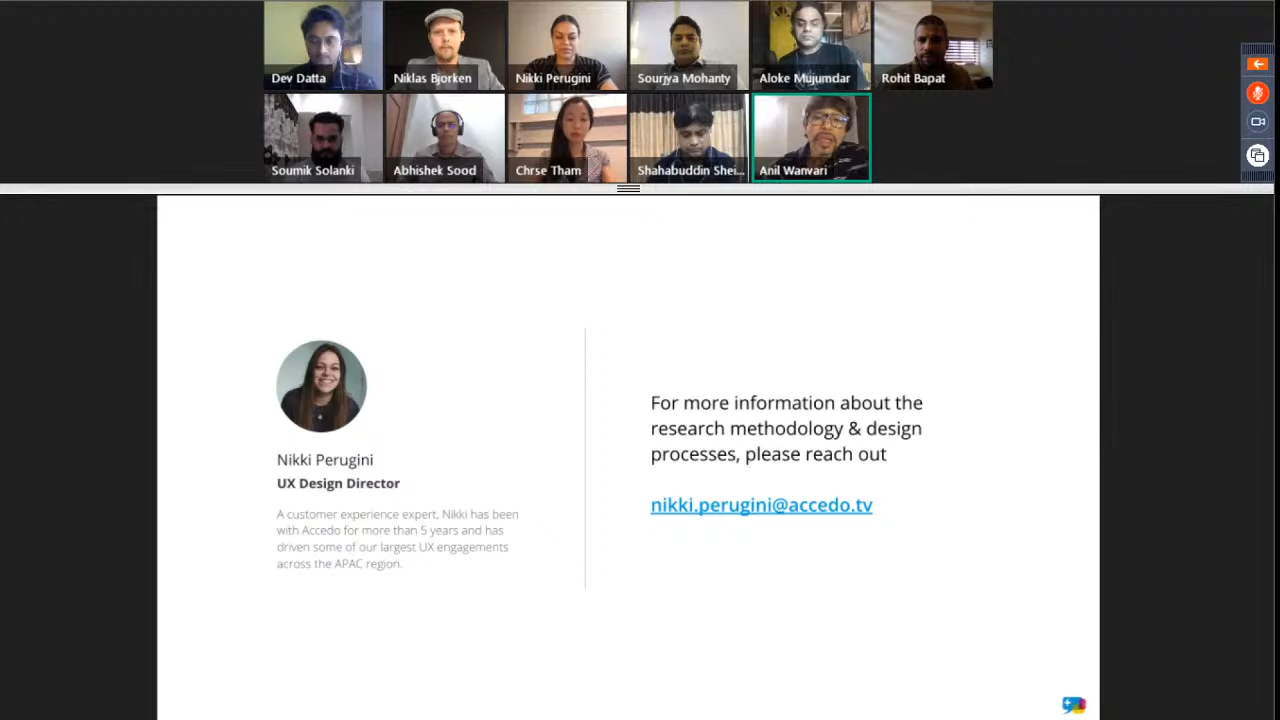 Dev Datta
Niklas Bjorken
Nikki Perugini
Sourjya Mohanty
Aloke Mujumdar
Rohit Bapat
Soumik Solanki
Abhishek Sood
Chrse Tham
Shahabuddin Shei...
Anil Wanvari
Nikki Perugini
UX Design Director
A customer experience expert, Nikki has been
with Accedo for more than 5 years and has
driven some of our largest UX engagements
across the APAC region.
For more information about the
research methodology & design
processes, please reach out
nikki.perugini@accedo.tv